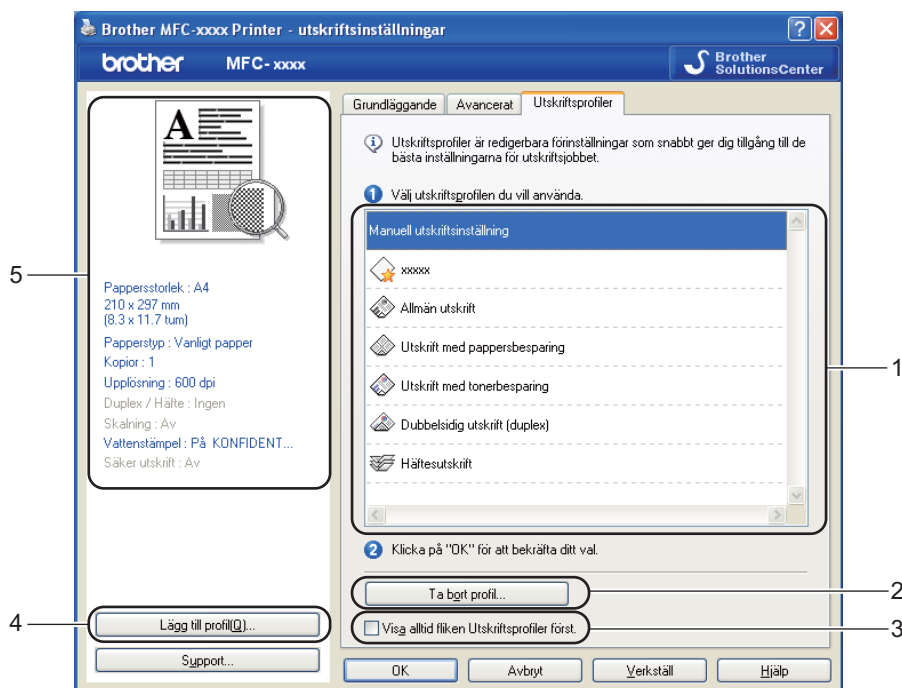 Brother MFC-xxxx Printer - utskriftsinställningar
brother MFC- xxxx
Brother
SolutionsCenter
A
Pappersstorlek : A4
210 x 297 mm
(8.3 x 11.7 tum)
Papperstyp : Vanligt papper
Kopior : 1
Upplösning : 600 dpi
Duplex / Häfte : Ingen
Skalning : Av
Vattenstämpel : På KONFIDENT...
Säker utskrift : Av
5
Lägg till profil(Q)...
4
Support...
Grundläggande Avancerat Utskriftsprofiler
Utskriftsprofiler är redigerbara förinställningar som snabbt ger dig tillgång till de
bästa inställningarna för utskriftsjobbet.
1 Välj utskriftsprofilen du vill använda.
Manuell utskriftsinställning
xxxxx
Allmän utskrift
Utskrift med pappersbesparing
Utskrift med tonerbesparing
Dubbelsidig utskrift (duplex)
Häftesutskrift
1
2 Klicka på "OK" för att bekräfta ditt val.
Ta bort profil...
2
Visa alltid fliken Utskriftsprofiler först.
3
OK Avbryt Verkställ Hjälp